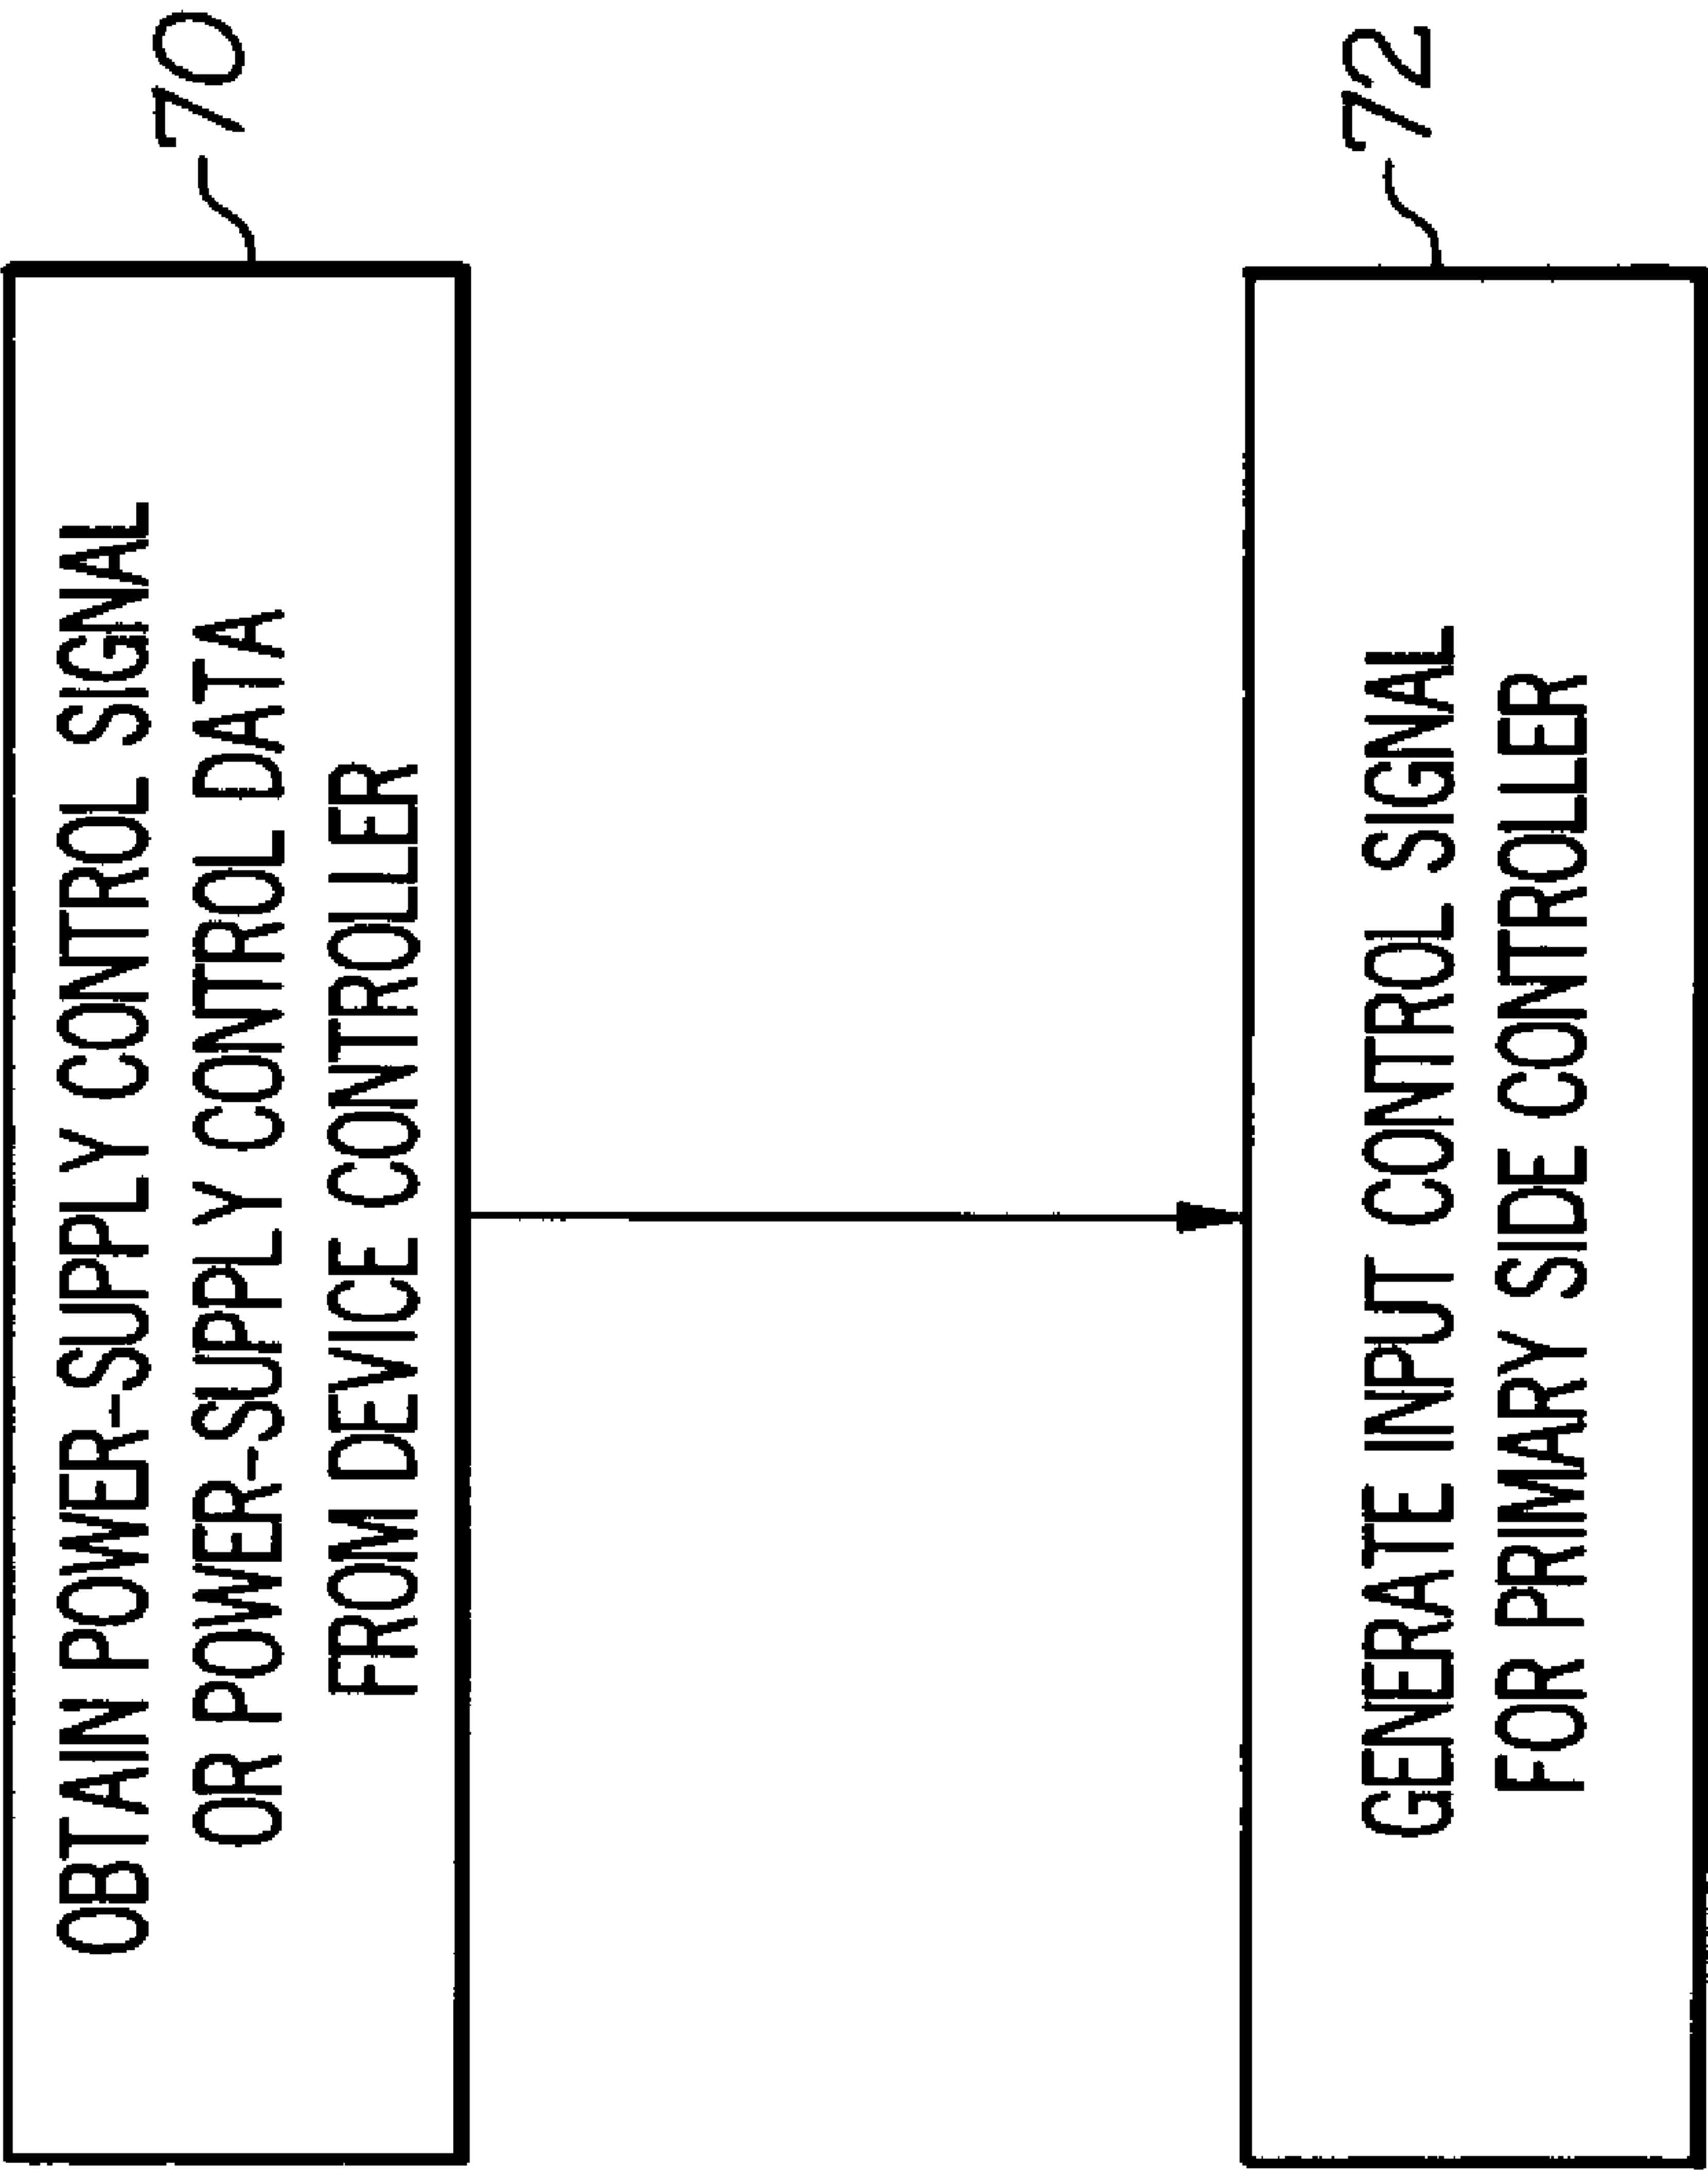 OBTAIN POWER-SUPPLY CONTROL SIGNAL
OR POWER-SUPPLY CONTROL DATA
FROM DEVICE CONTROLLER
70
GENERATE INPUT CONTROL SIGNAL
FOR PRIMARY SIDE CONTROLLER
72